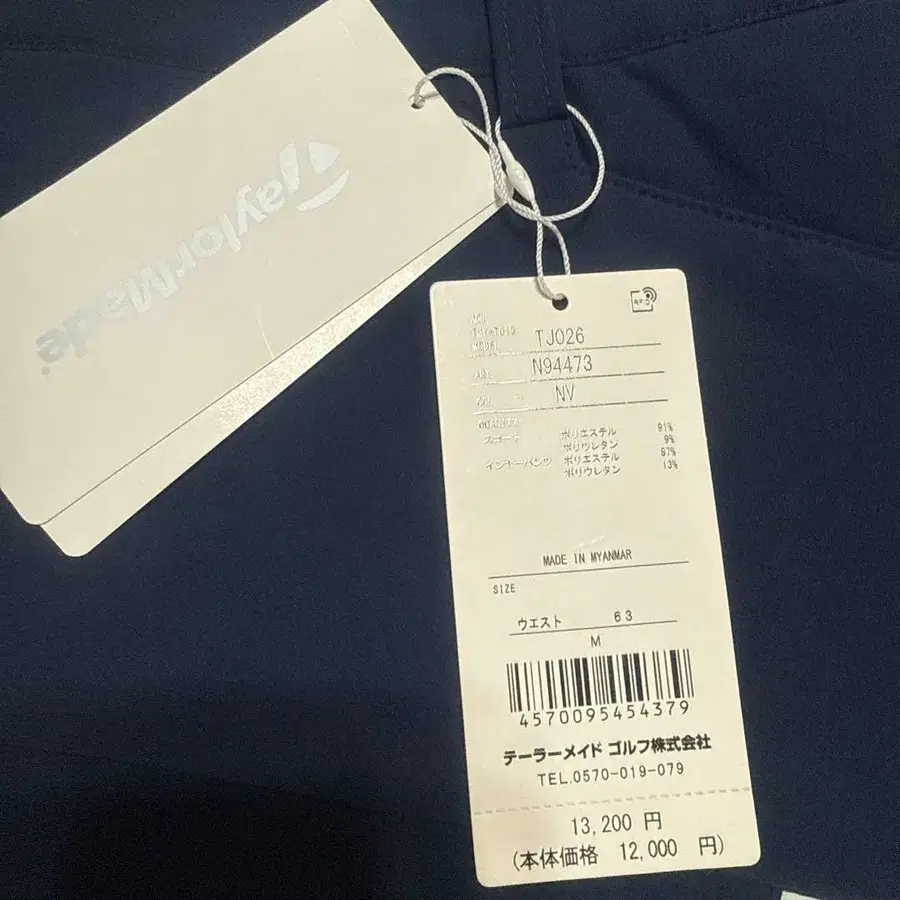 TaylorMade
MODEL TJ026
ART N94473
COL NV
QUALITY
スコート ポリエステル 91%
ポリウレタン 9%
インナーパンツ ポリエステル 87%
ポリウレタン 13%
MADE IN MYANMAR
SIZE
ウエスト 63
M
4570095454379
テーラーメイド ゴルフ株式会社
TEL.0570-019-079
13,200 円
(本体価格 12,000 円)